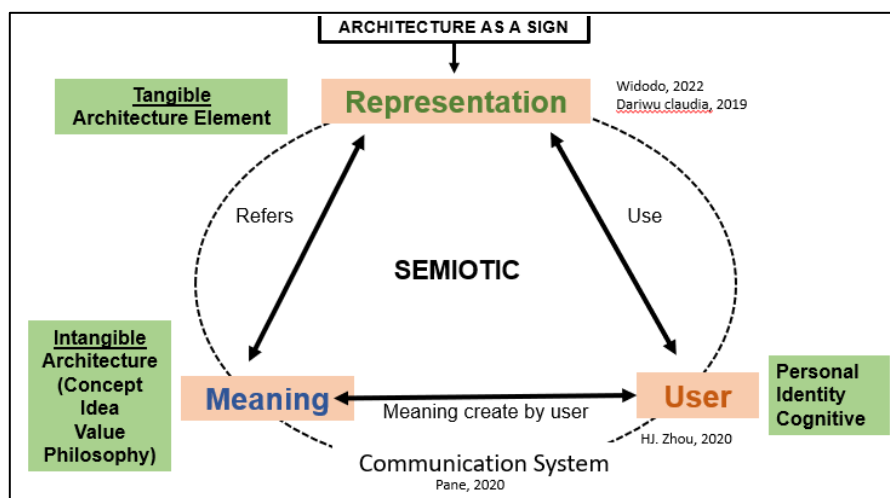 ARCHITECTURE AS A SIGN
Tangible
Architecture Element
Representation
Widodo, 2022
Dariwu claudia, 2019
Refers
Use
SEMIOTIC
Intangible
Architecture
(Concept
Idea
Value
Philosophy)
Meaning
Meaning create by user
User
Personal
Identity
Cognitive
HJ. Zhou, 2020
Communication System
Pane, 2020